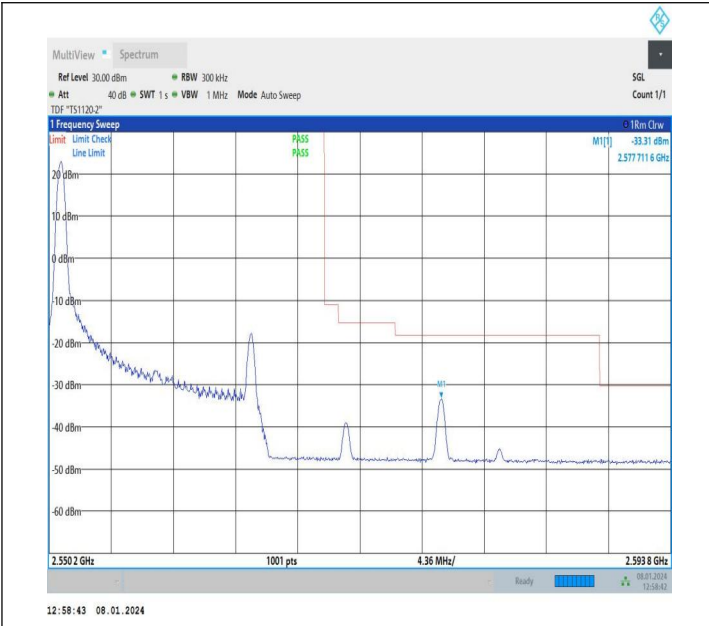 R S
MultiView Spectrum
Ref Level 30.00 dBm RBW 300 kHz SGL
Att 40 dB SWT 1 s VBW 1 MHz Mode Auto Sweep Count 1/1
TDF "TS1120-2"
1 Frequency Sweep 1Rm Clrw
Limit Limit Check PASS M1[1] -33.31 dBm
Line Limit PASS 2.577 711 6 GHz
20 dBm
10 dBm
0 dBm
-10 dBm
-20 dBm
-30 dBm
M1
-40 dBm
-50 dBm
-60 dBm
2.550 2 GHz 1001 pts 4.36 MHz/ 2.593 8 GHz
Ready 08.01.2024
12:58:42
12:58:43 08.01.2024